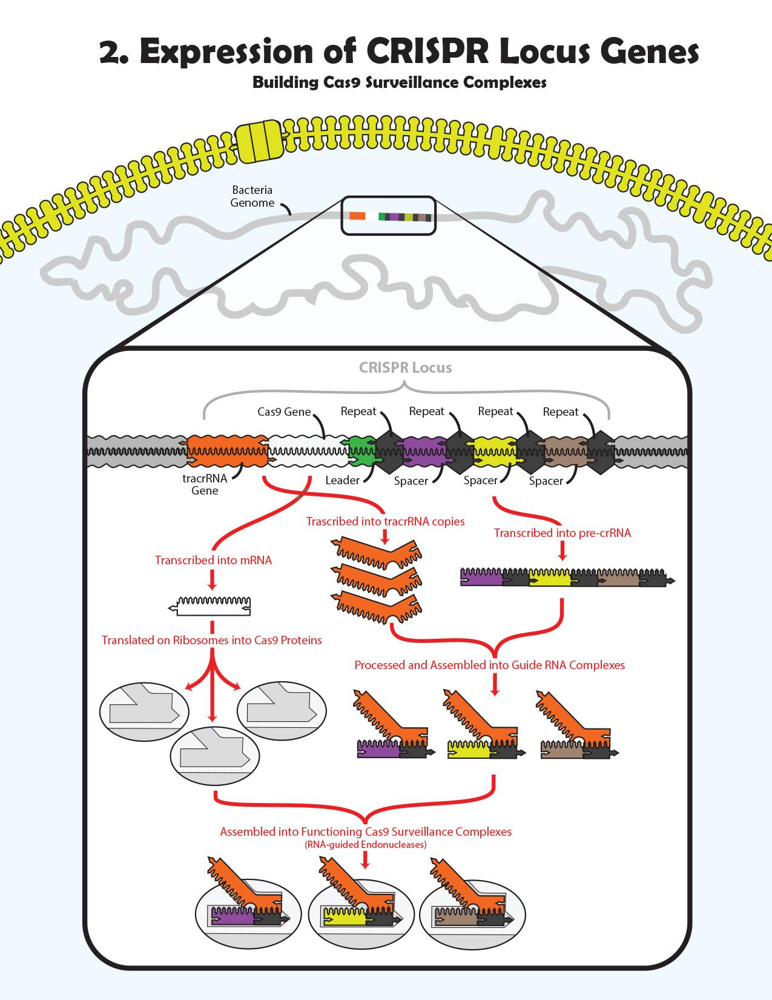 2. Expression of CRISPR Locus Genes
Building Cas9 Surveillance Complexes
Bacteria
Genome
CRISPR Locus
Cas9 Gene
Repeat
Repeat
Repeat
Repeat
tracrRNA
Gene
Leader
Spacer
Spacer
Spacer
Trascribed into tracrRNA copies
Transcribed into pre-crRNA
Transcribed into mRNA
Translated on Ribosomes into Cas9 Proteins
Processed and Assembled into Guide RNA Complexes
Assembled into Functioning Cas9 Surveillance Complexes
(RNA-guided Endonucleases)